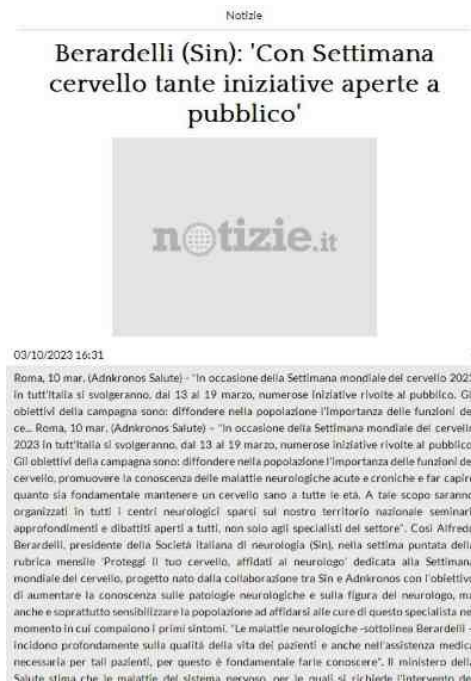 Notizie
Berardelli (Sin): 'Con Settimana
cervello tante iniziative aperte a
pubblico'
notizie.it
03/10/2023 16:31
Roma, 10 mar. (Adnkronos Salute) - "In occasione della Settimana mondiale del cervello 2023
in tutt'Italia si svolgeranno, dal 13 al 19 marzo, numerose iniziative rivolte al pubblico. Gli
obiettivi della campagna sono: diffondere nella popolazione l'importanza delle funzioni del
ce... Roma, 10 mar. (Adnkronos Salute) - "In occasione della Settimana mondiale del cervello
2023 in tutt'Italia si svolgeranno, dal 13 al 19 marzo, numerose iniziative rivolte al pubblico.
Gli obiettivi della campagna sono: diffondere nella popolazione l'importanza delle funzioni del
cervello, promuovere la conoscenza delle malattie neurologiche acute e croniche e far capire
quanto sia fondamentale mantenere un cervello sano a tutte le età. A tale scopo saranno
organizzati in tutti i centri neurologici sparsi sul nostro territorio nazionale seminari,
approfondimenti e dibattiti aperti a tutti, non solo agli specialisti del settore". Così Alfredo
Berardelli, presidente della Società italiana di neurologia (Sin), nella settima puntata della
rubrica mensile 'Proteggi il tuo cervello, affidati al neurologo' dedicata alla Settimana
mondiale del cervello, progetto nato dalla collaborazione tra Sin e Adnkronos con l'obiettivo
di aumentare la conoscenza sulle patologie neurologiche e sulla figura del neurologo, ma
anche e soprattutto sensibilizzare la popolazione ad affidarsi alle cure di questo specialista nel
momento in cui compaiono i primi sintomi. "Le malattie neurologiche -sottolinea Berardelli -
incidono profondamente sulla qualità della vita dei pazienti e anche nell'assistenza medica
necessaria per tali pazienti, per questo è fondamentale farle conoscere". Il ministero della
Salute stima che le malattie del sistema nervoso, per le quali si richiede l'intervento del